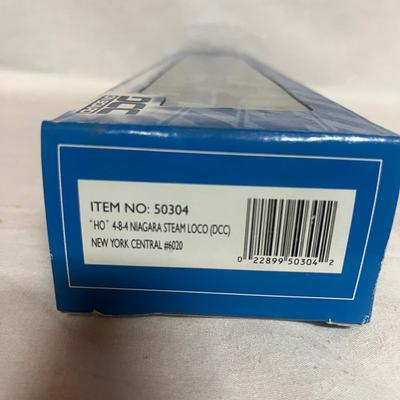 DCC
ITEM NO: 50304
"HO" 4-8-4 NIAGARA STEAM LOCO (DCC)
NEW YORK CENTRAL #6020
0 22899 50304 2